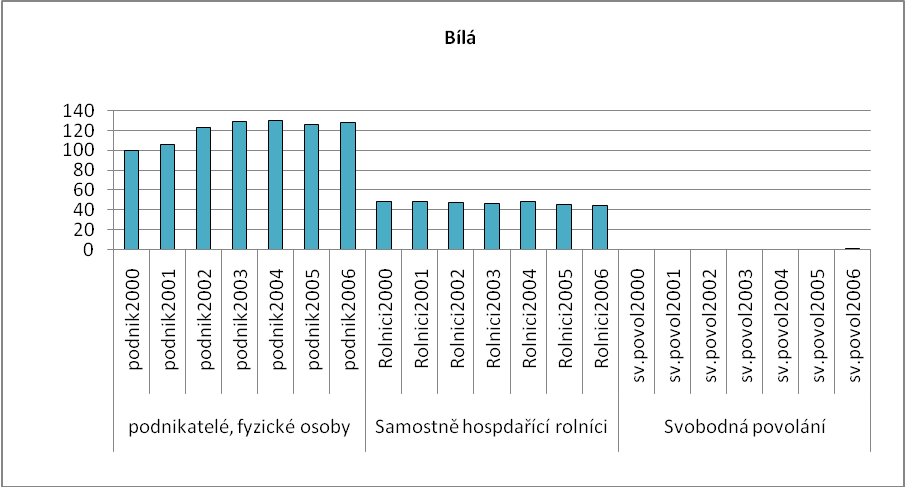 Bílá
140
120
100
80
60
40
20
0
podnik2000
podnik2001
podnik2002
podnik2003
podnik2004
podnik2005
podnik2006
Rolnici2000
Rolnici2001
Rolnici2002
Rolnici2003
Rolnici2004
Rolnici2005
Rolnici2006
sv.povol2000
sv.povol2001
sv.povol2002
sv.povol2003
sv.povol2004
sv.povol2005
sv.povol2006
podnikatelé, fyzické osoby
Samostně hospdařící rolníci
Svobodná povolání